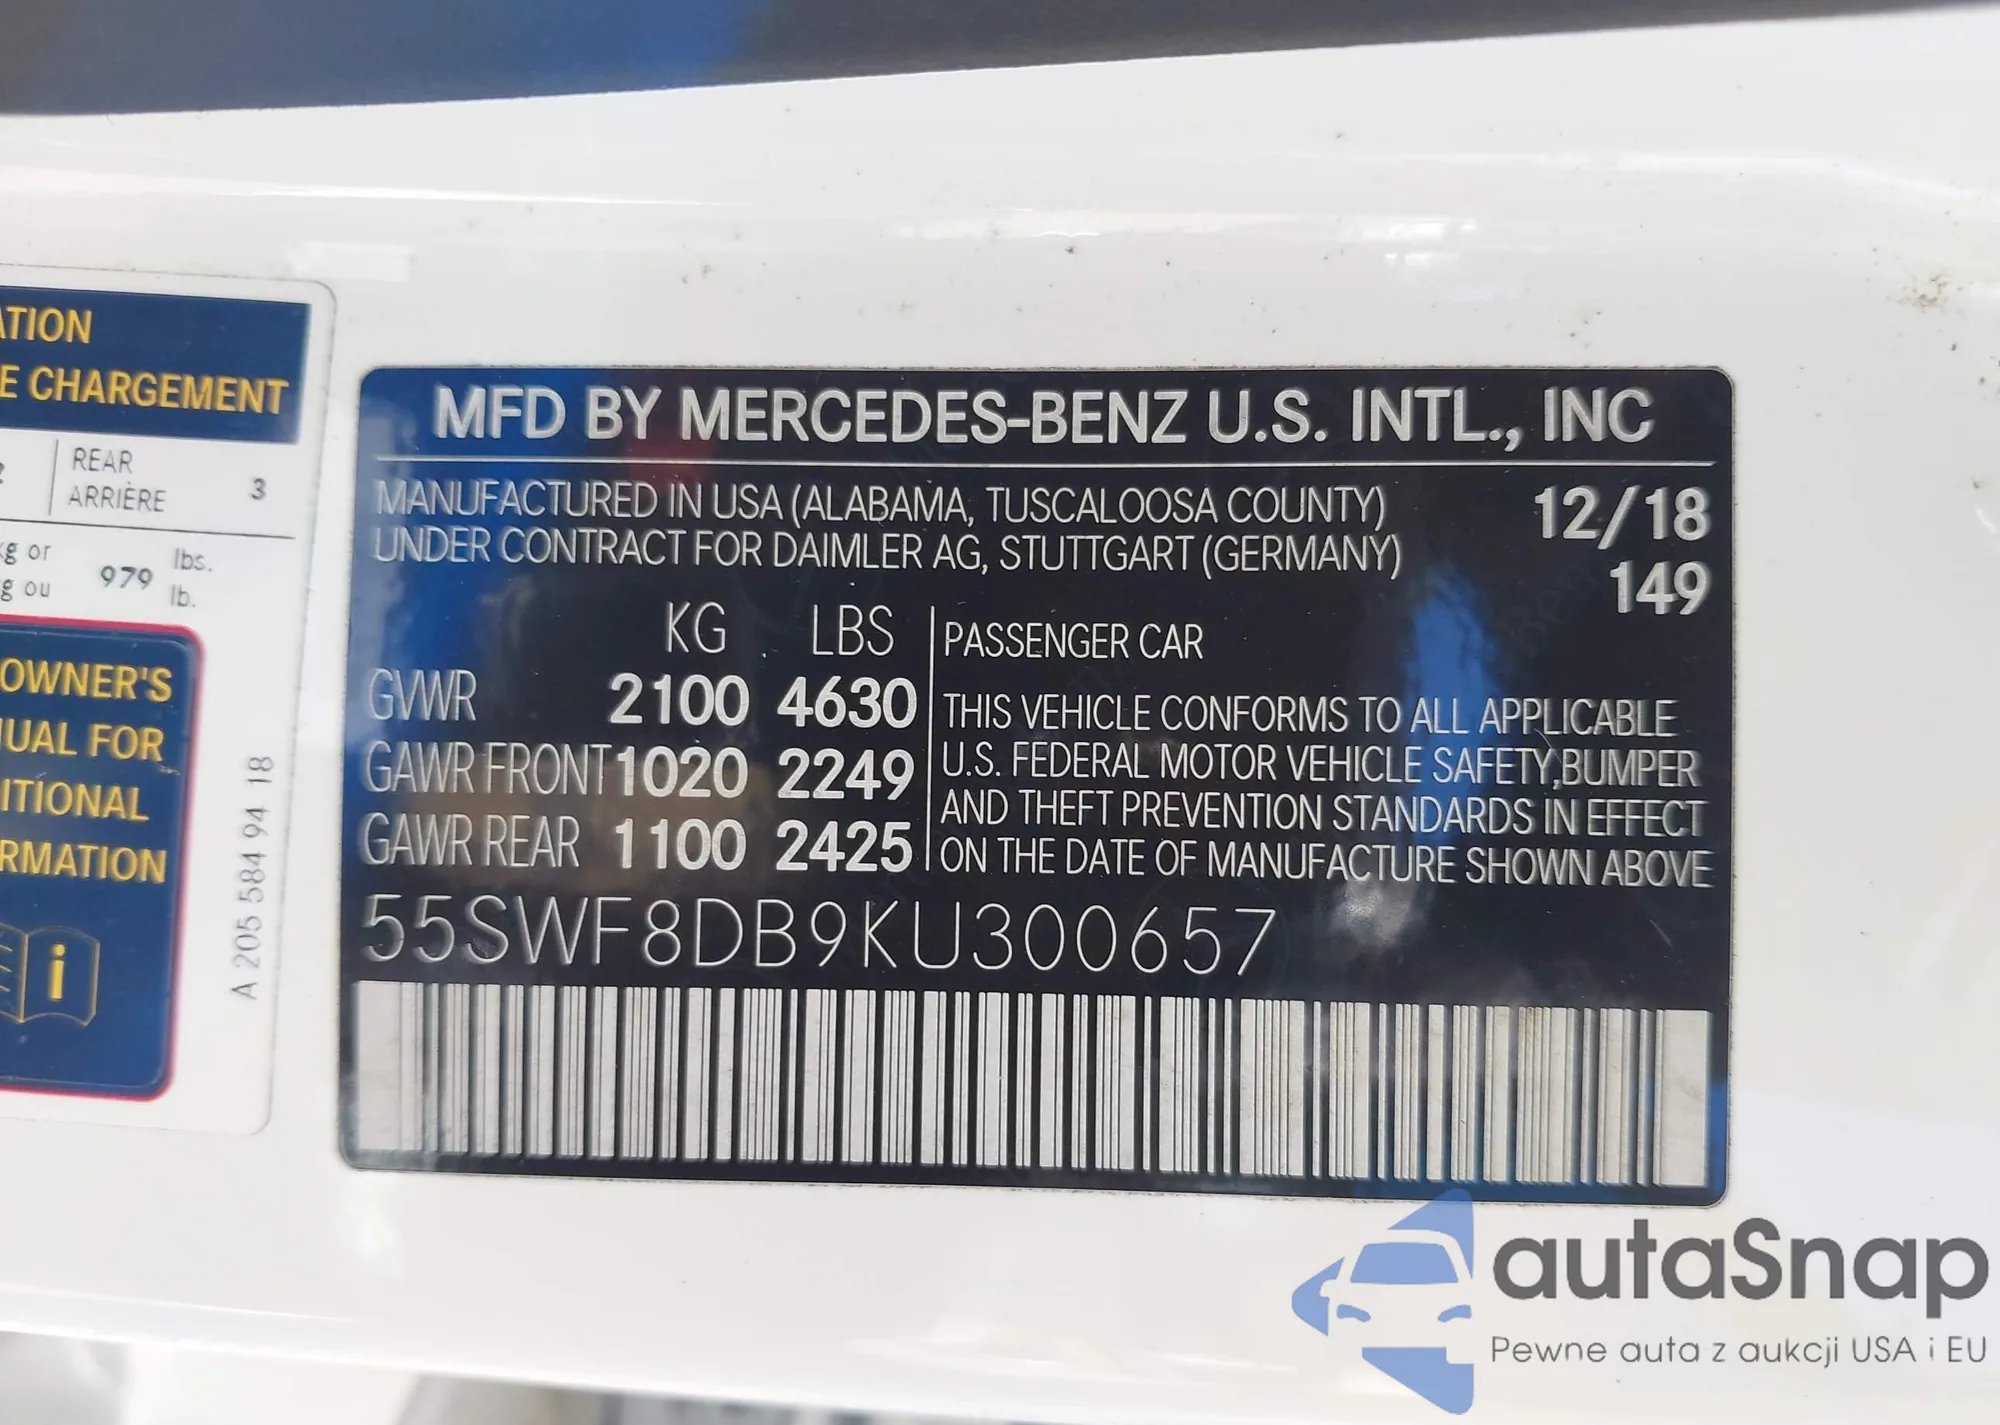 ATION
E CHARGEMENT
REAR
ARRIÈRE 3
kg or lbs.
979
g ou lb.
OWNER'S
UAL FOR
ITIONAL
RMATION
i
A 205 584 94 18
MFD BY MERCEDES-BENZ U.S. INTL., INC
MANUFACTURED IN USA (ALABAMA, TUSCALOOSA COUNTY) 12/18
UNDER CONTRACT FOR DAIMLER AG, STUTTGART (GERMANY) 149
KG LBS
GVWR 2100 4630
GAWR FRONT 1020 2249
GAWR REAR 1100 2425
PASSENGER CAR
THIS VEHICLE CONFORMS TO ALL APPLICABLE
U.S. FEDERAL MOTOR VEHICLE SAFETY,BUMPER
AND THEFT PREVENTION STANDARDS IN EFFECT
ON THE DATE OF MANUFACTURE SHOWN ABOVE
55SWF8DB9KU300657
autaSnap
Pewne auta z aukcji USA i EU